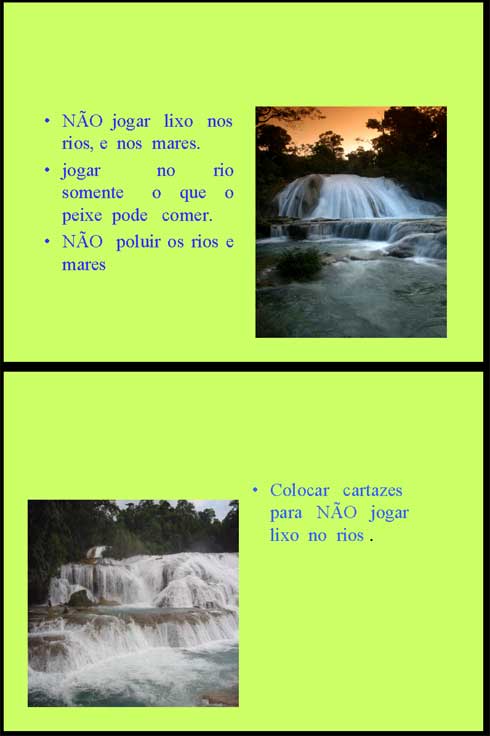 • NÃO jogar lixo nos
rios, e nos mares.
• jogar no rio
somente o que o
peixe pode comer.
• NÃO poluir os rios e
mares
• Colocar cartazes
para NÃO jogar
lixo no rios .